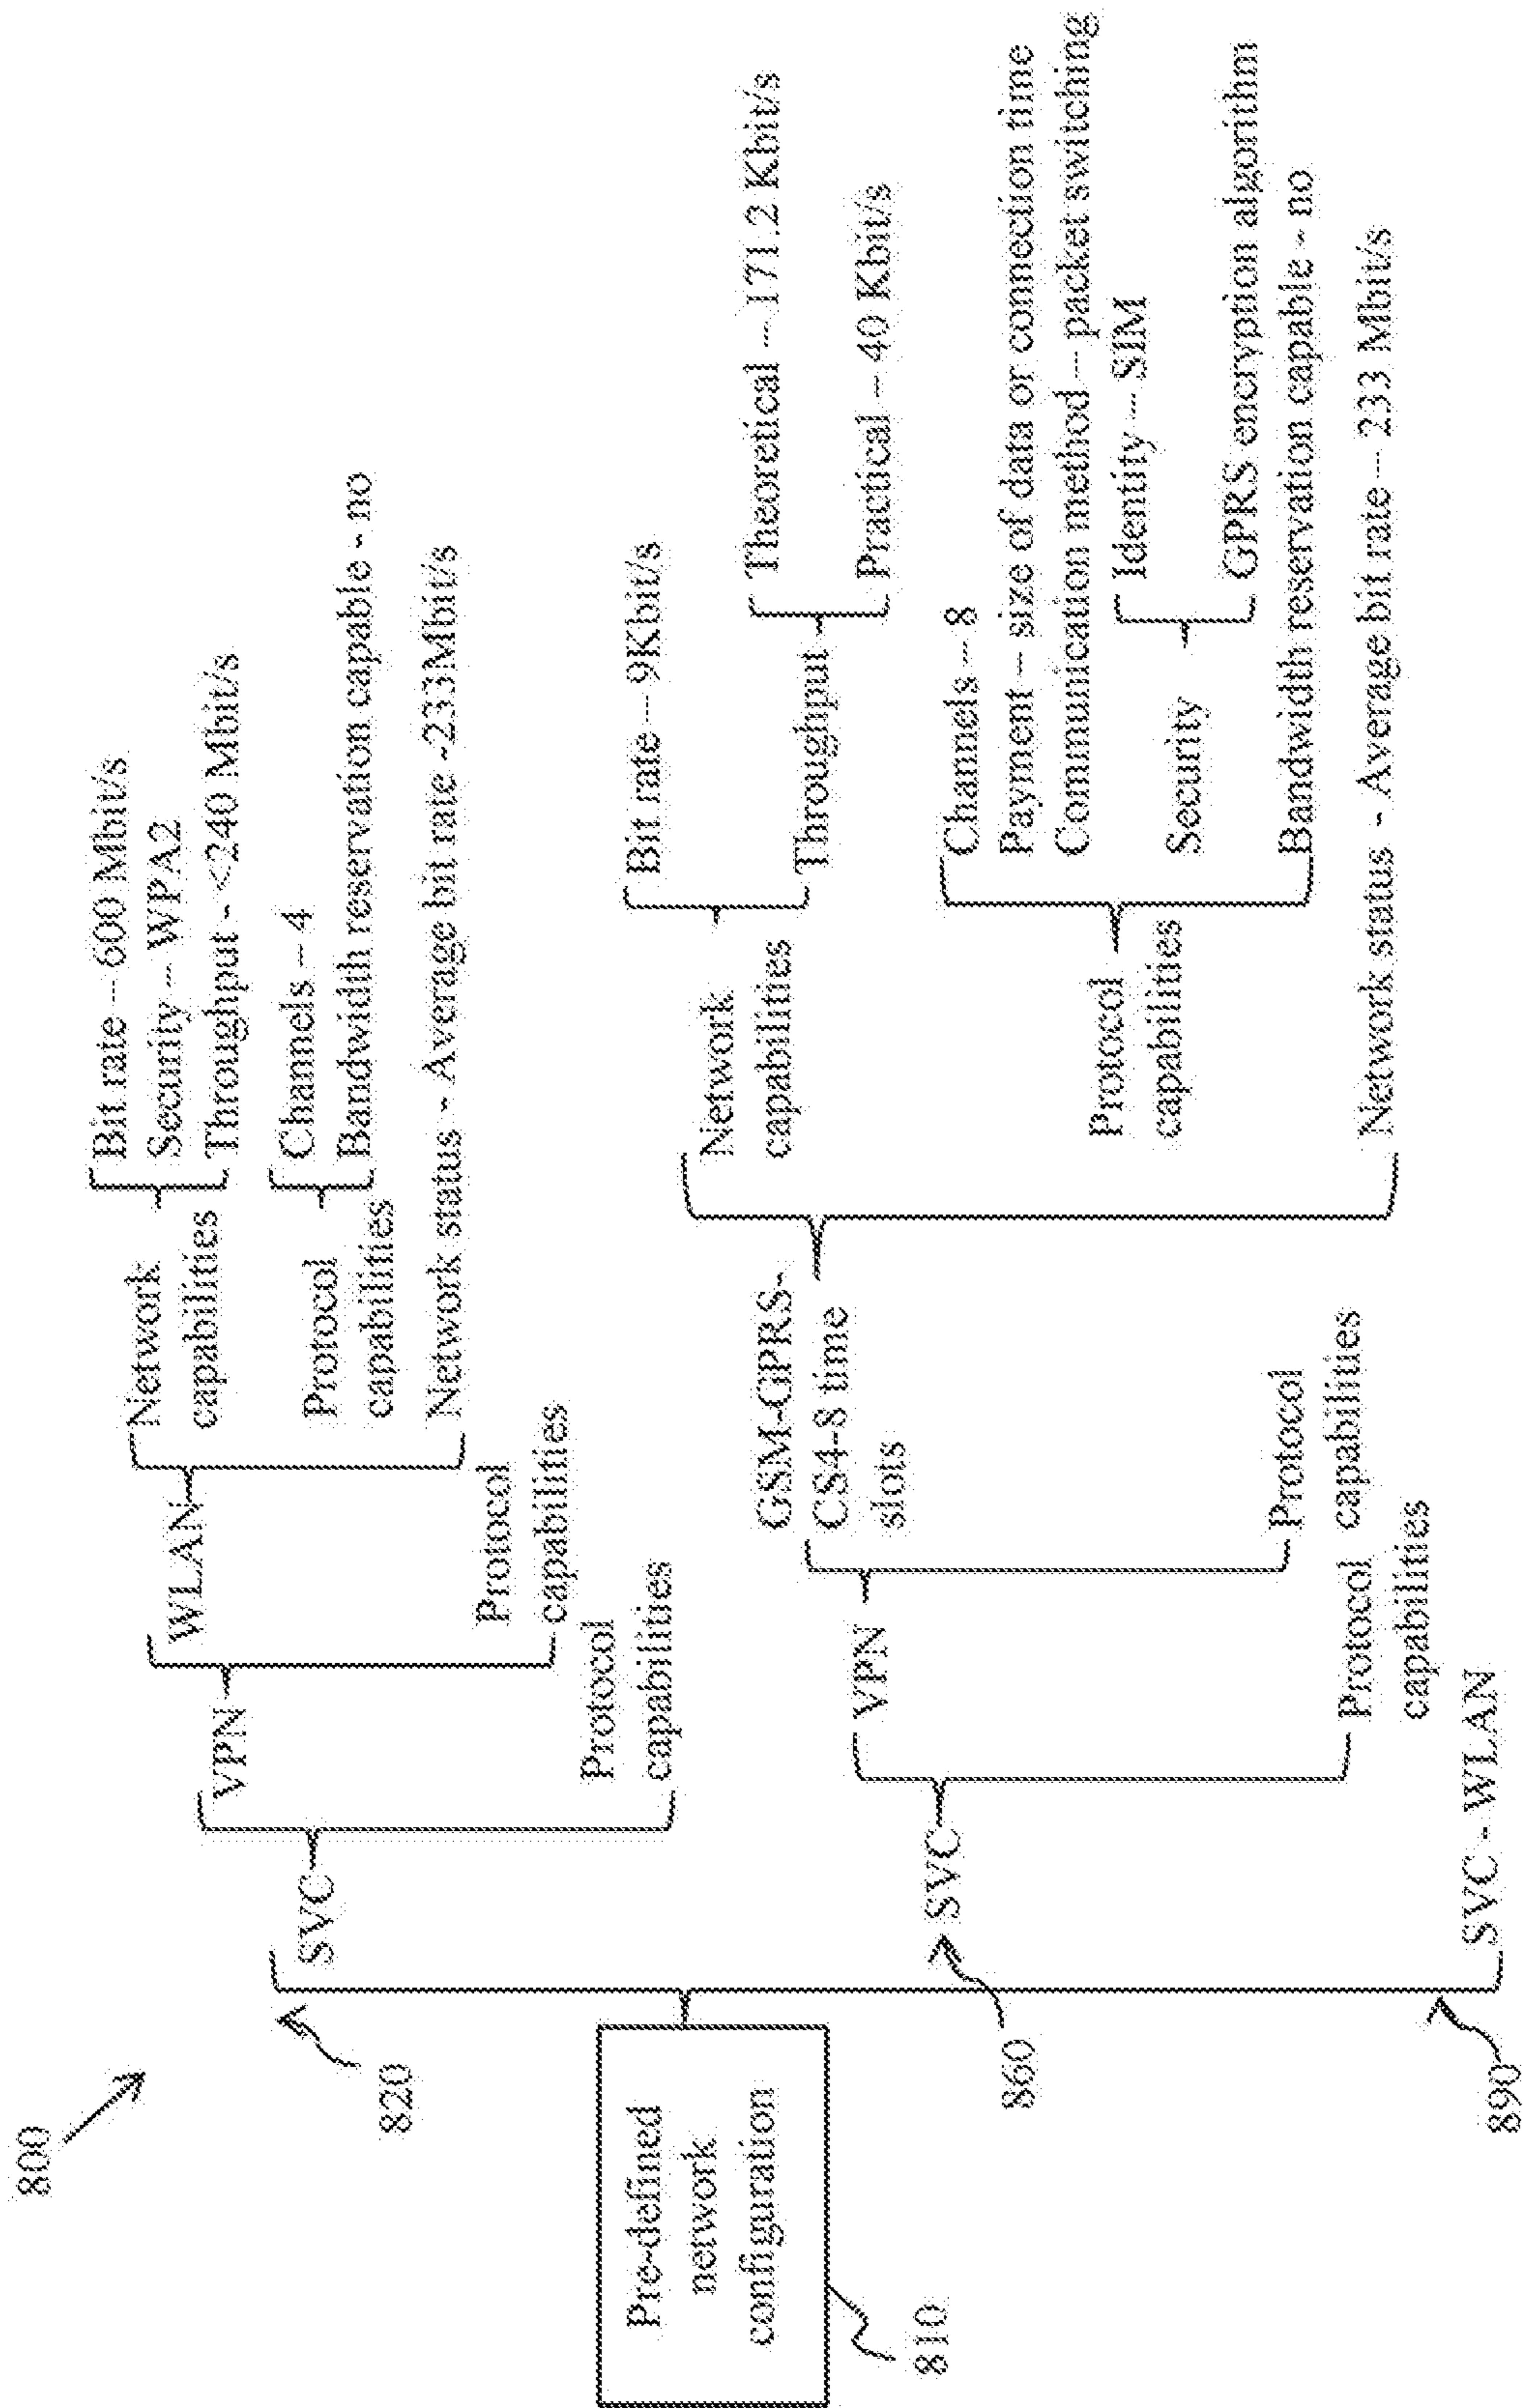 800
820
Pre-defined
network
configuration
810
860
890
SVC
VPN
Protocol
capabilities
WLAN
Protocol
capabilities
Network
capabilities
Bit rate -- 600 Mbit/s
Security -- WPA2
Throughput - <240 Mbit/s
Protocol
capabilities
Channels -- 4
Bandwidth reservation capable - no
Network status - Average bit rate -233Mbit/s
SVC
VPN
Protocol
capabilities
GSM-GPRS-
CS4-8 time
slots
Protocol
capabilities
Network
capabilities
Bit rate -- 9Kbit/s
Throughput
Theoretical -- 171.2 Kbit/s
Practical -- 40 Kbit/s
Protocol
capabilities
Channels -- 8
Payment -- size of data or connection time
Communication method -- packet switching
Security
Identity -- SIM
GPRS encryption algorithm
Bandwidth reservation capable - no
Network status - Average bit rate -- 233 Mbit/s
SVC - WLAN